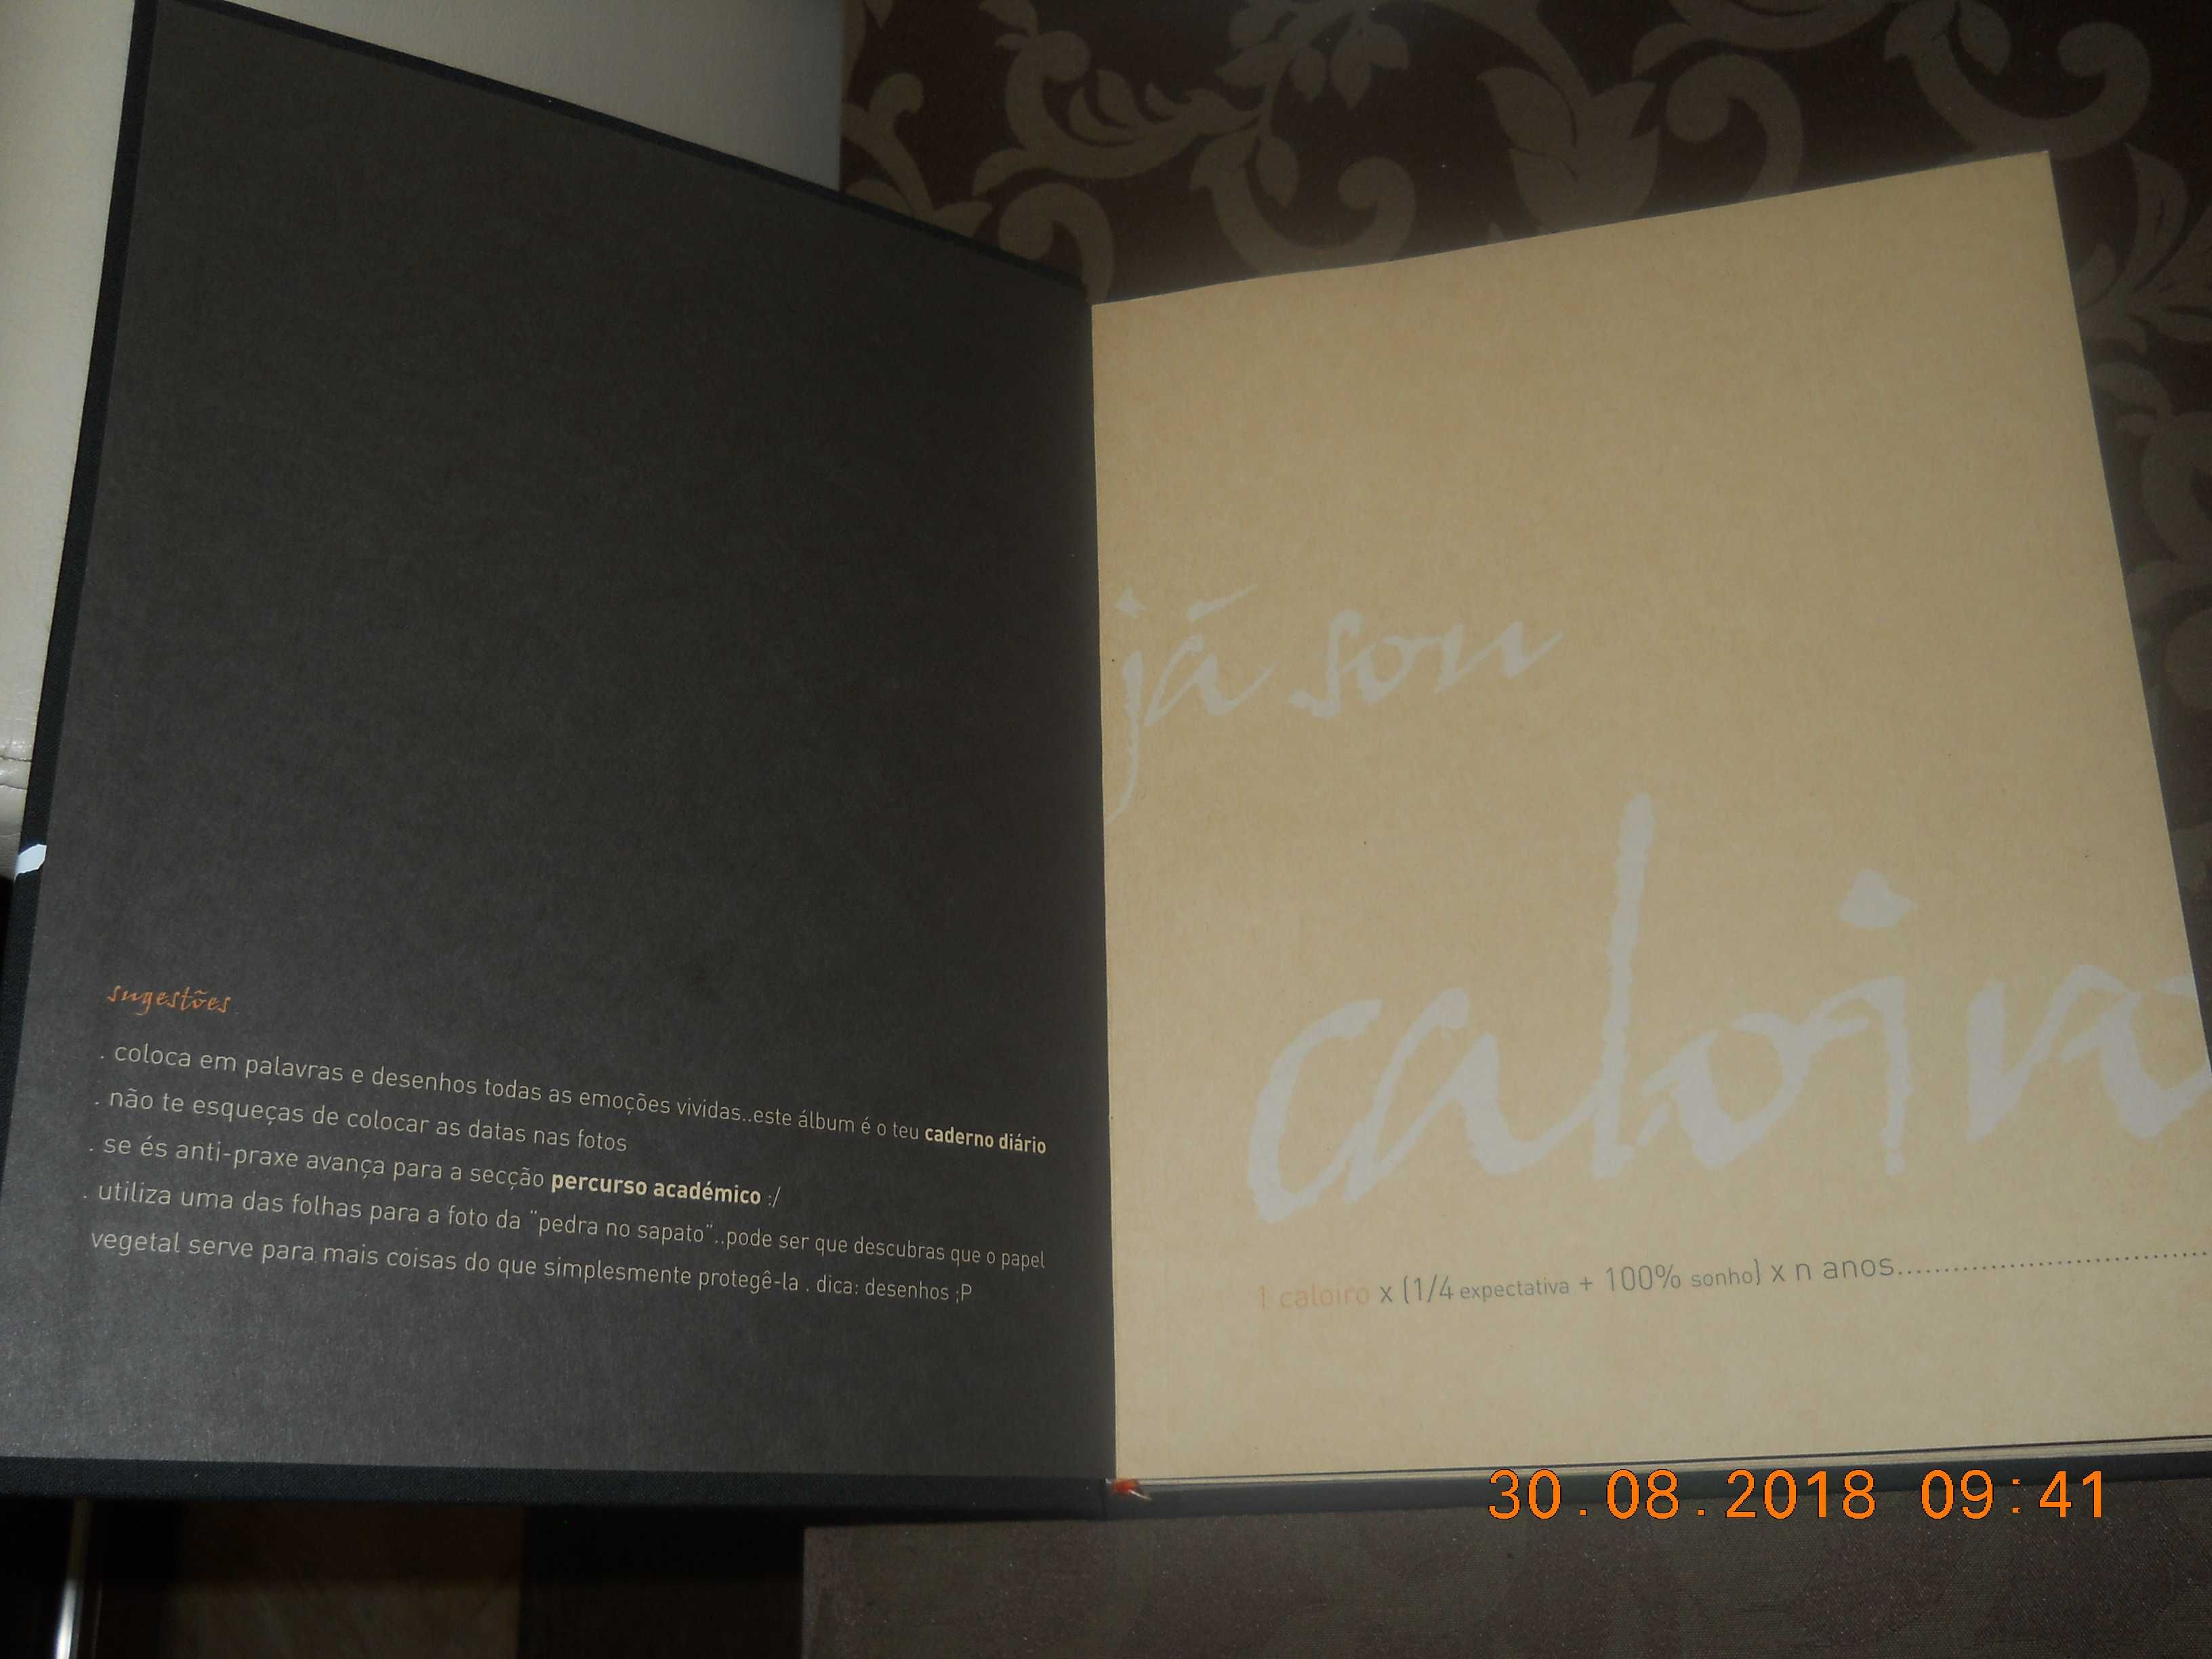 sugestões
. coloca em palavras e desenhos todas as emoções vividas..este álbum é o teu caderno diário
. não te esqueças de colocar as datas nas fotos
. se és anti-praxe avança para a secção percurso académico :/
. utiliza uma das folhas para a foto da "pedra no sapato"..pode ser que descubras que o papel
vegetal serve para mais coisas do que simplesmente protegê-la . dica: desenhos ;P
já sou
caloir
1 caloiro x (1/4 expectativa + 100% sonho) x n anos..............................
30.08.2018 09:41